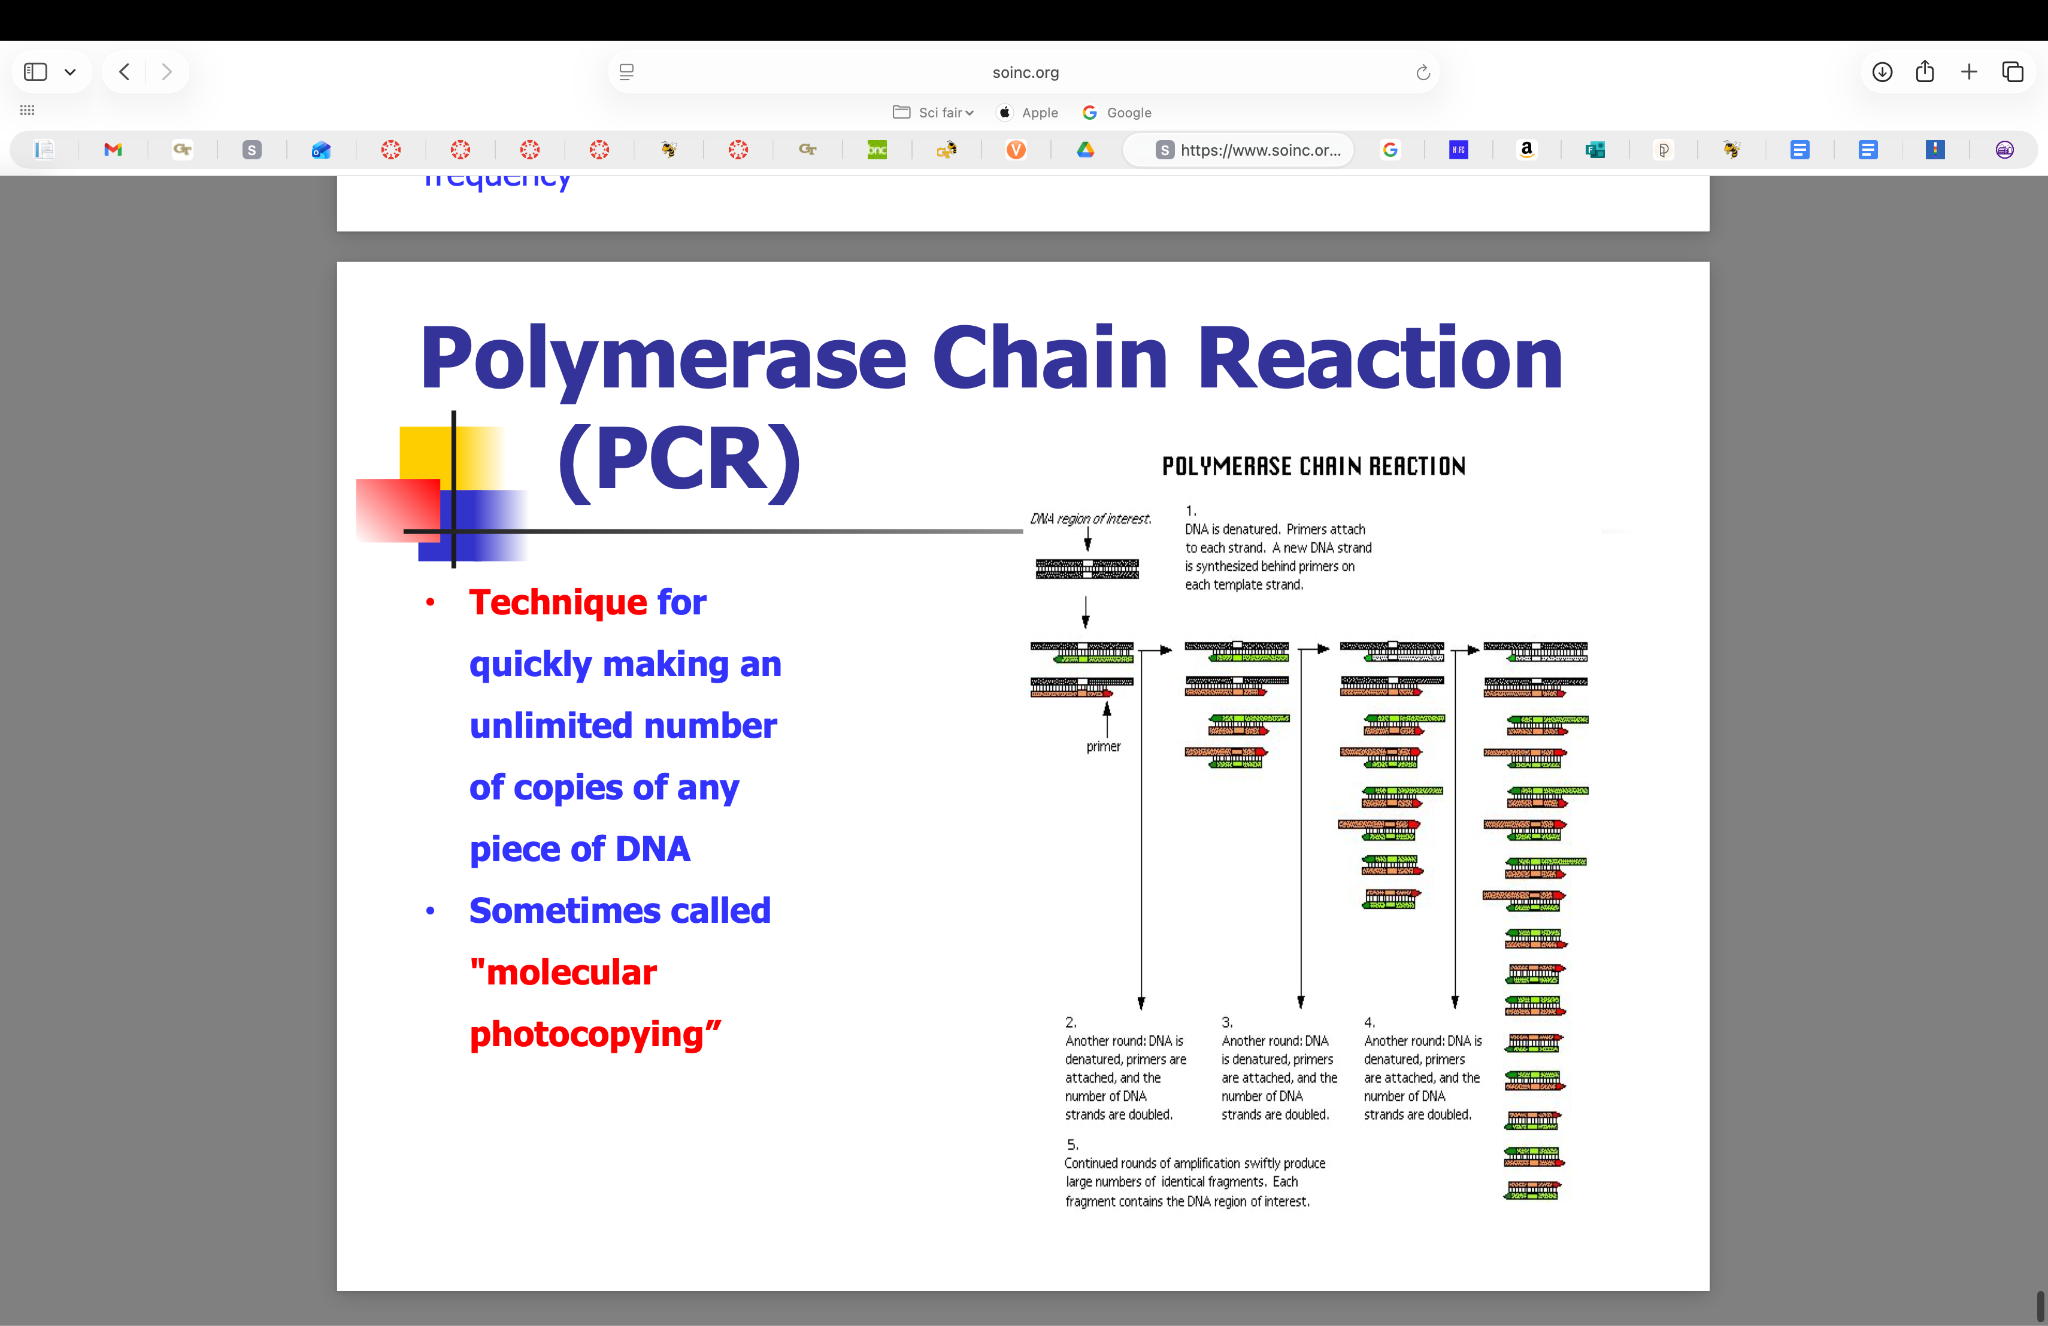 soinc.org
Sci fair
Apple
Google
S
https://www.soinc.or...
frequency
Polymerase Chain Reaction
(PCR)
• Technique for
quickly making an
unlimited number
of copies of any
piece of DNA
• Sometimes called
"molecular
photocopying”
POLYMERASE CHAIN REACTION
DNA region of interest.
1.
DNA is denatured. Primers attach
to each strand. A new DNA strand
is synthesized behind primers on
each template strand.
primer
2.
Another round: DNA is
denatured, primers are
attached, and the
number of DNA
strands are doubled.
3.
Another round: DNA
is denatured, primers
are attached, and the
number of DNA
strands are doubled.
4.
Another round: DNA is
denatured, primers
are attached, and the
number of DNA
strands are doubled.
5.
Continued rounds of amplification swiftly produce
large numbers of identical fragments. Each
fragment contains the DNA region of interest.